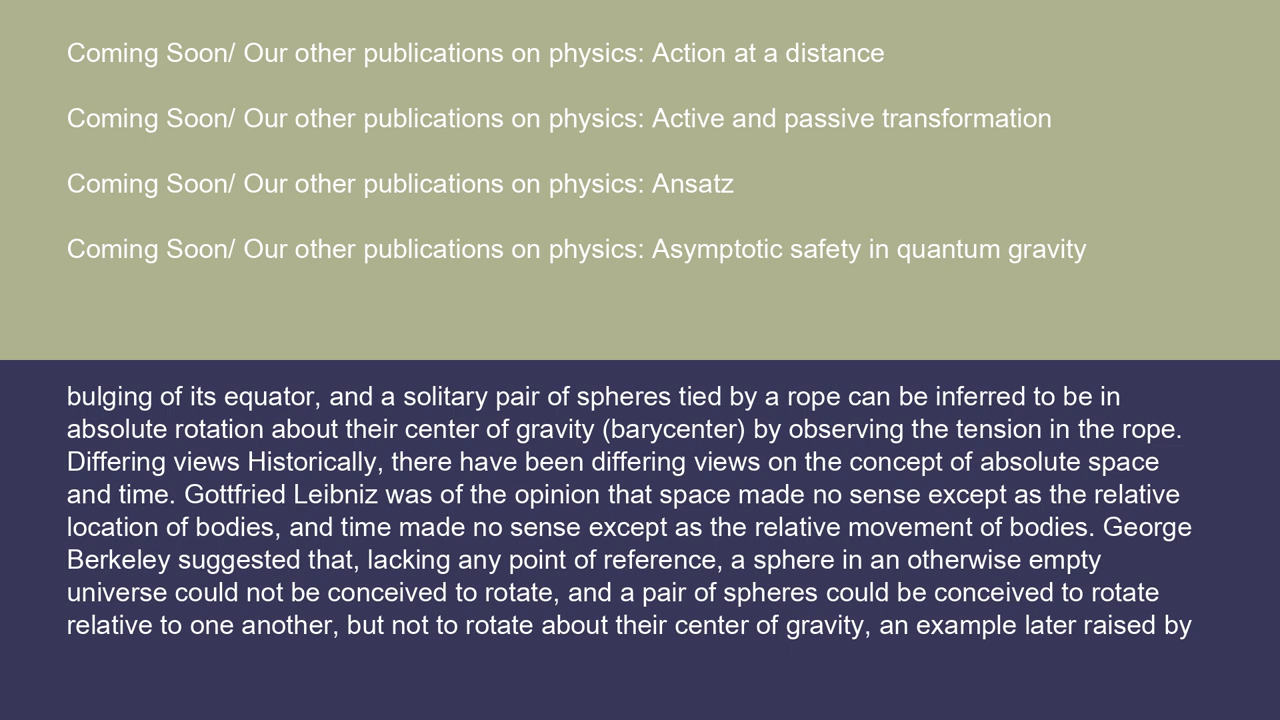 Coming Soon/ Our other publications on physics: Action at a distance
Coming Soon/ Our other publications on physics: Active and passive transformation
Coming Soon/ Our other publications on physics: Ansatz
Coming Soon/ Our other publications on physics: Asymptotic safety in quantum gravity
bulging of its equator, and a solitary pair of spheres tied by a rope can be inferred to be in
absolute rotation about their center of gravity (barycenter) by observing the tension in the rope.
Differing views Historically, there have been differing views on the concept of absolute space
and time. Gottfried Leibniz was of the opinion that space made no sense except as the relative
location of bodies, and time made no sense except as the relative movement of bodies. George
Berkeley suggested that, lacking any point of reference, a sphere in an otherwise empty
universe could not be conceived to rotate, and a pair of spheres could be conceived to rotate
relative to one another, but not to rotate about their center of gravity, an example later raised by